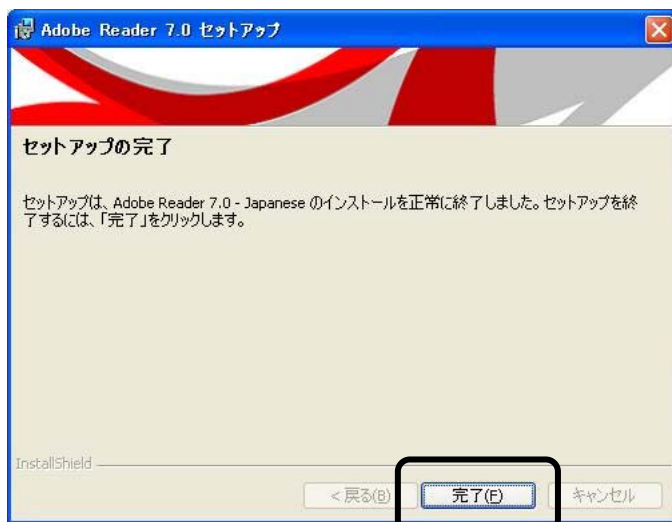 Adobe Reader 7.0 セットアップ
セットアップの完了
セットアップは、Adobe Reader 7.0 - Japanese のインストールを正常に終了しました。セットアップを終
了するには、「完了」をクリックします。
InstallShield
< 戻る(B)
完了(F)
キャンセル